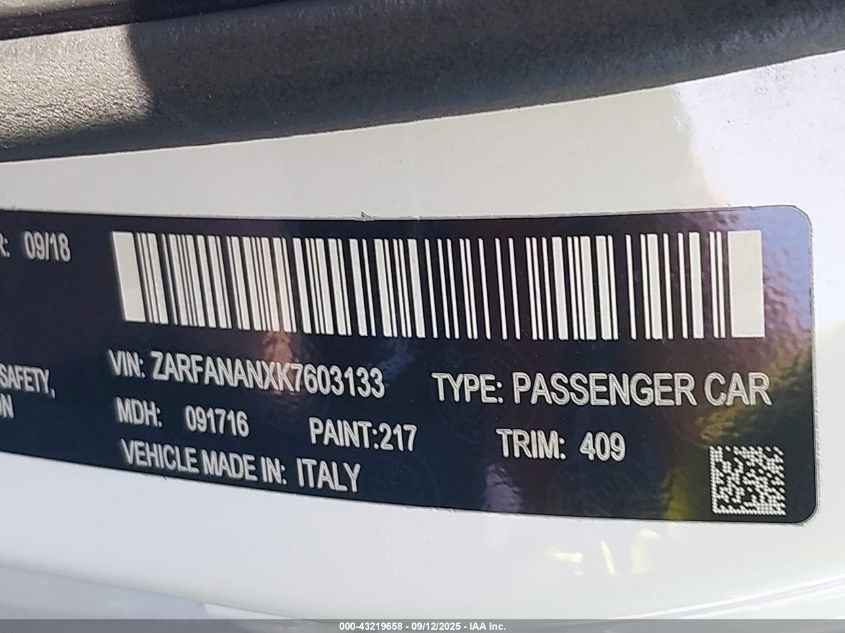 R: 09/18
VIN: ZARFANANXK7603133
TYPE: PASSENGER CAR
SAFETY,
ON
MDH: 091716
PAINT:217
TRIM: 409
VEHICLE MADE IN: ITALY
000-43219658 - 09/12/2025 - IAA Inc.